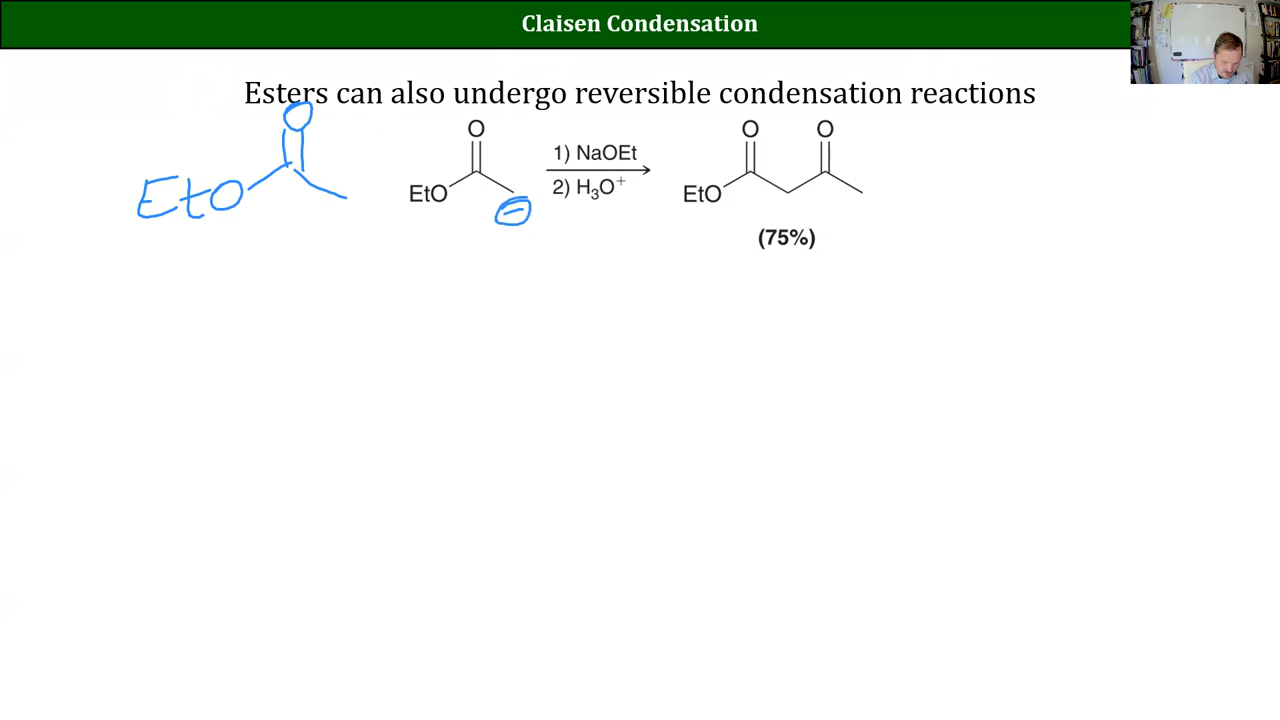 Claisen Condensation
Esters can also undergo reversible condensation reactions
O
EtO
O
EtO
⊖
1) NaOEt
2) H₃O⁺
O
O
EtO
(75%)